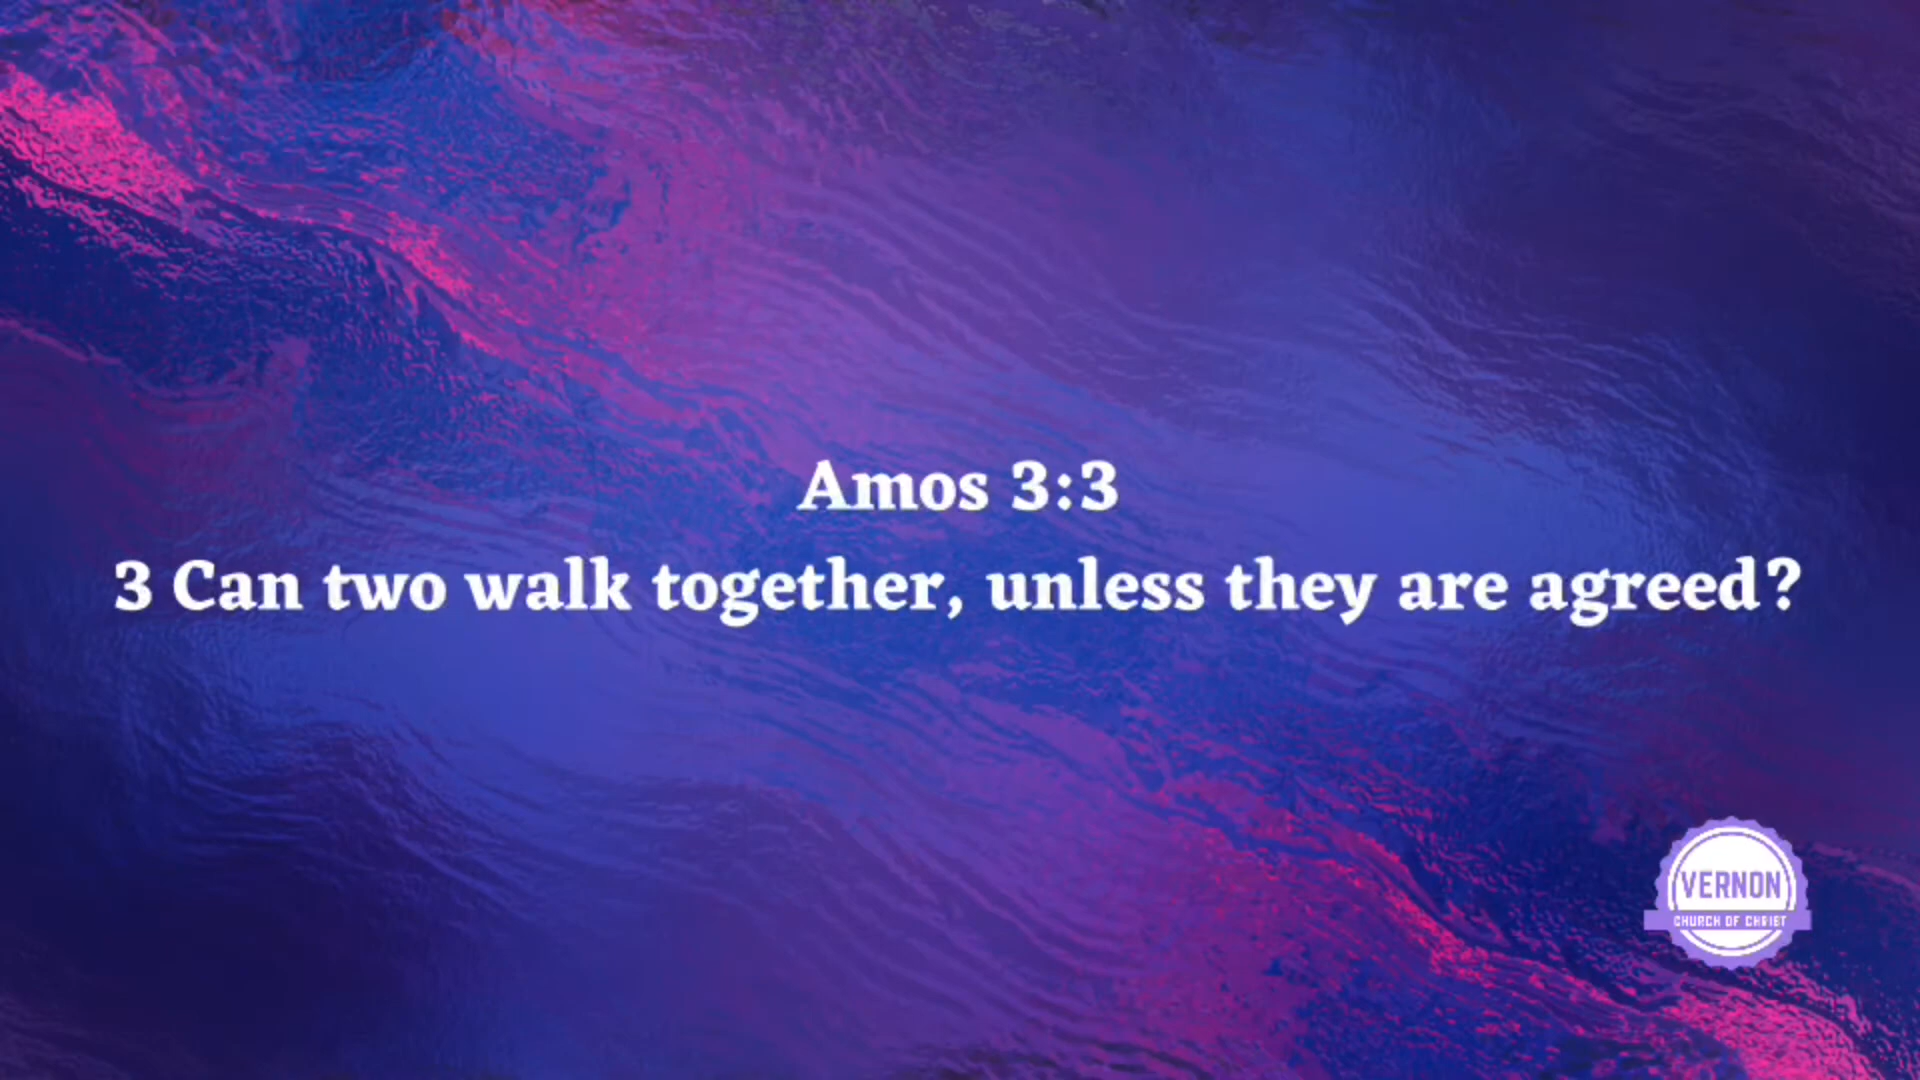 Amos 3:3
3 Can two walk together, unless they are agreed?
VERNON
CHURCH OF CHRIST